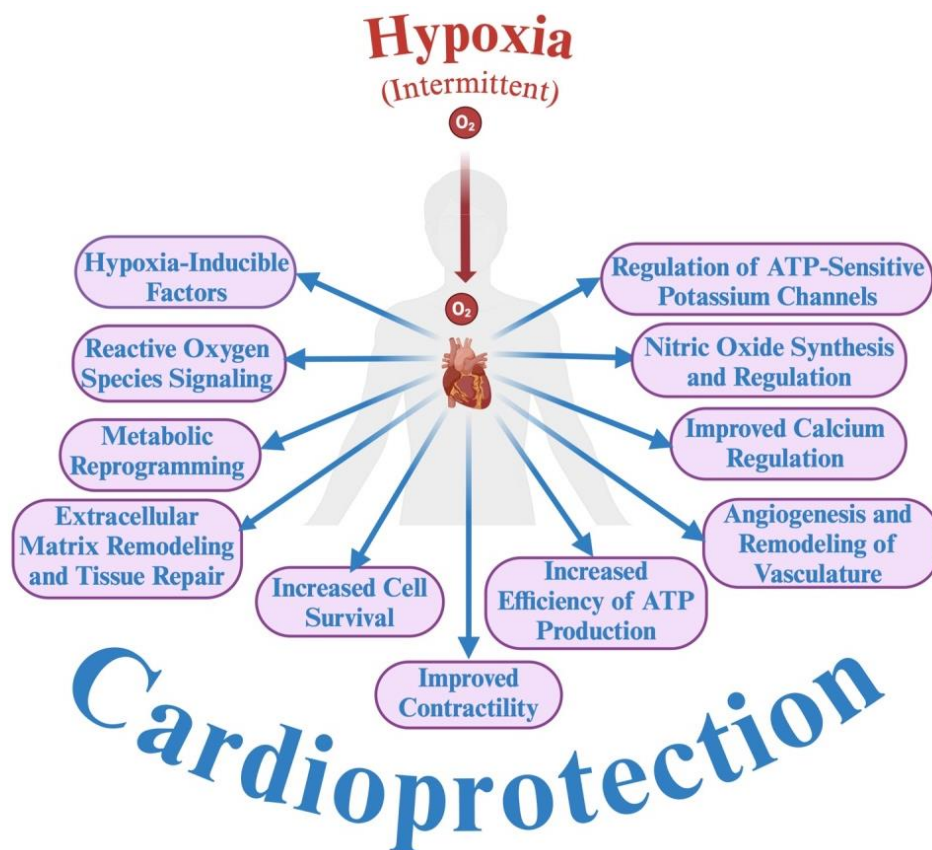 Hypoxia
(Intermittent)
O₂
O₂
Hypoxia-Inducible
Factors
Reactive Oxygen
Species Signaling
Metabolic
Reprogramming
Extracellular
Matrix Remodeling
and Tissue Repair
Increased Cell
Survival
Improved
Contractility
Increased
Efficiency of ATP
Production
Angiogenesis and
Remodeling of
Vasculature
Improved Calcium
Regulation
Nitric Oxide Synthesis
and Regulation
Regulation of ATP-Sensitive
Potassium Channels
Cardioprotection